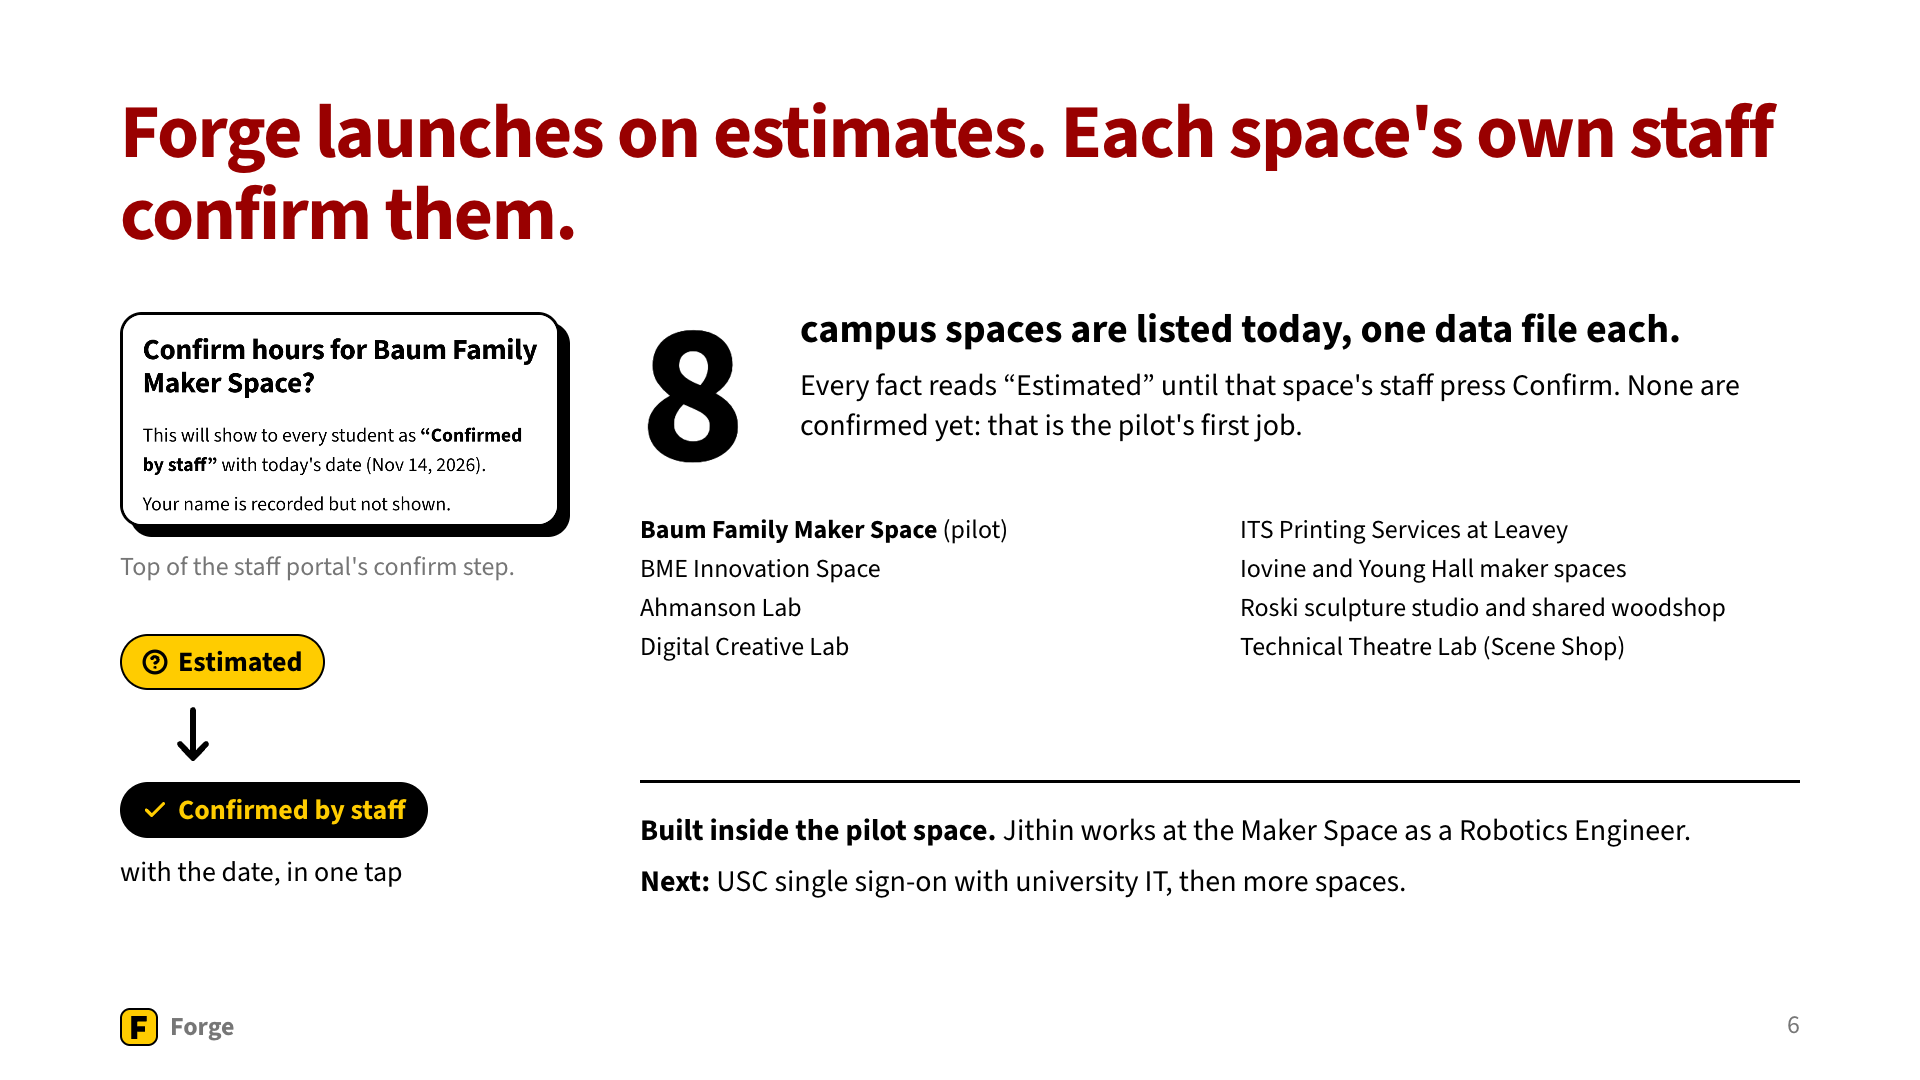 Forge launches on estimates. Each space's own staff
confirm them.
Confirm hours for Baum Family
Maker Space?
This will show to every student as “Confirmed
by staff” with today's date (Nov 14, 2026).
Your name is recorded but not shown.
Top of the staff portal's confirm step.
Estimated
Confirmed by staff
with the date, in one tap
8
campus spaces are listed today, one data file each.
Every fact reads “Estimated” until that space's staff press Confirm. None are
confirmed yet: that is the pilot's first job.
Baum Family Maker Space (pilot)
BME Innovation Space
Ahmanson Lab
Digital Creative Lab
ITS Printing Services at Leavey
Iovine and Young Hall maker spaces
Roski sculpture studio and shared woodshop
Technical Theatre Lab (Scene Shop)
Built inside the pilot space. Jithin works at the Maker Space as a Robotics Engineer.
Next: USC single sign-on with university IT, then more spaces.
F Forge
6